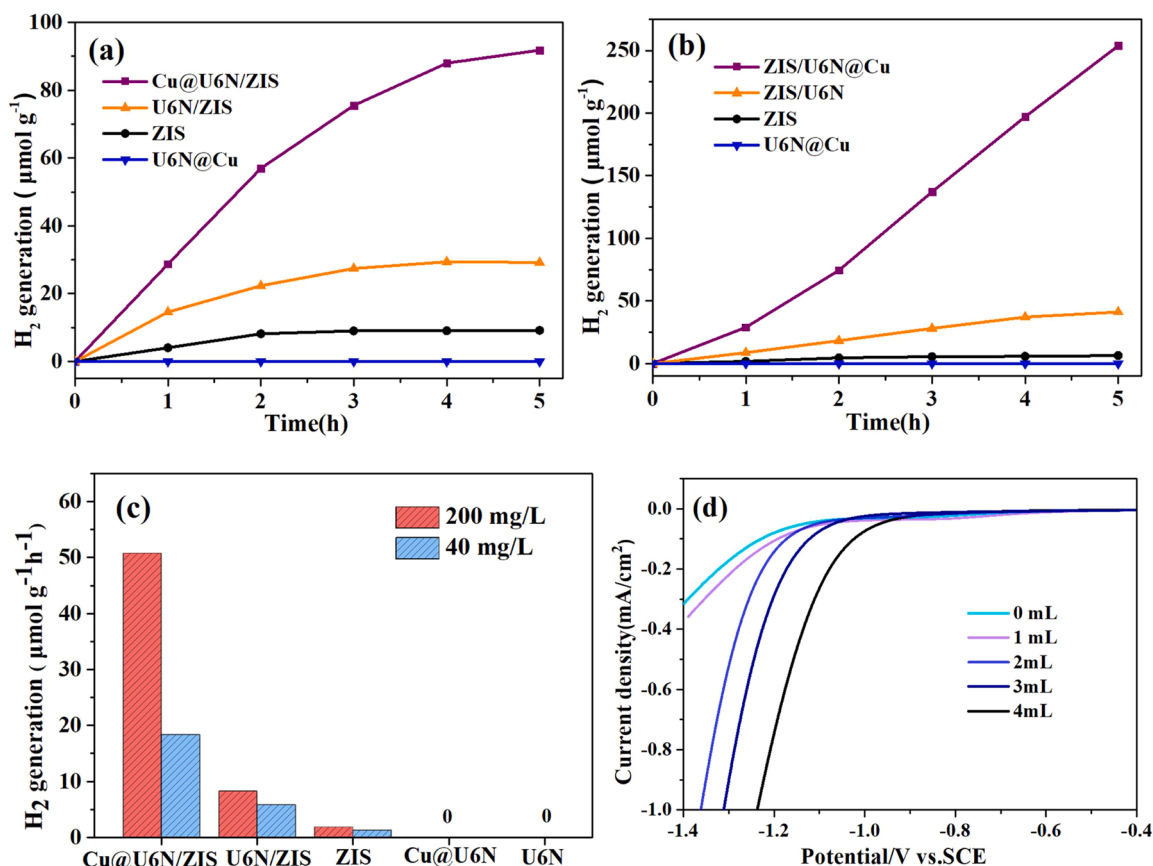 (a)
Cu@U6N/ZIS
U6N/ZIS
ZIS
U6N@Cu
H₂ generation ( μmol g⁻¹)
100
80
60
40
20
0
0 1 2 3 4 5
Time(h)
(b)
ZIS/U6N@Cu
ZIS/U6N
ZIS
U6N@Cu
H₂ generation ( μmol g⁻¹)
250
200
150
100
50
0
0 1 2 3 4 5
Time(h)
(c)
200 mg/L
40 mg/L
H2 generation ( μmol g⁻¹h⁻¹)
60
50
40
30
20
10
0
0 0
Cu@U6N/ZIS U6N/ZIS ZIS Cu@U6N U6N
(d)
0 mL
1 mL
2mL
3mL
4mL
Current density(mA/cm²)
0.0
-0.2
-0.4
-0.6
-0.8
-1.0
-1.4 -1.2 -1.0 -0.8 -0.6 -0.4
Potential/V vs.SCE